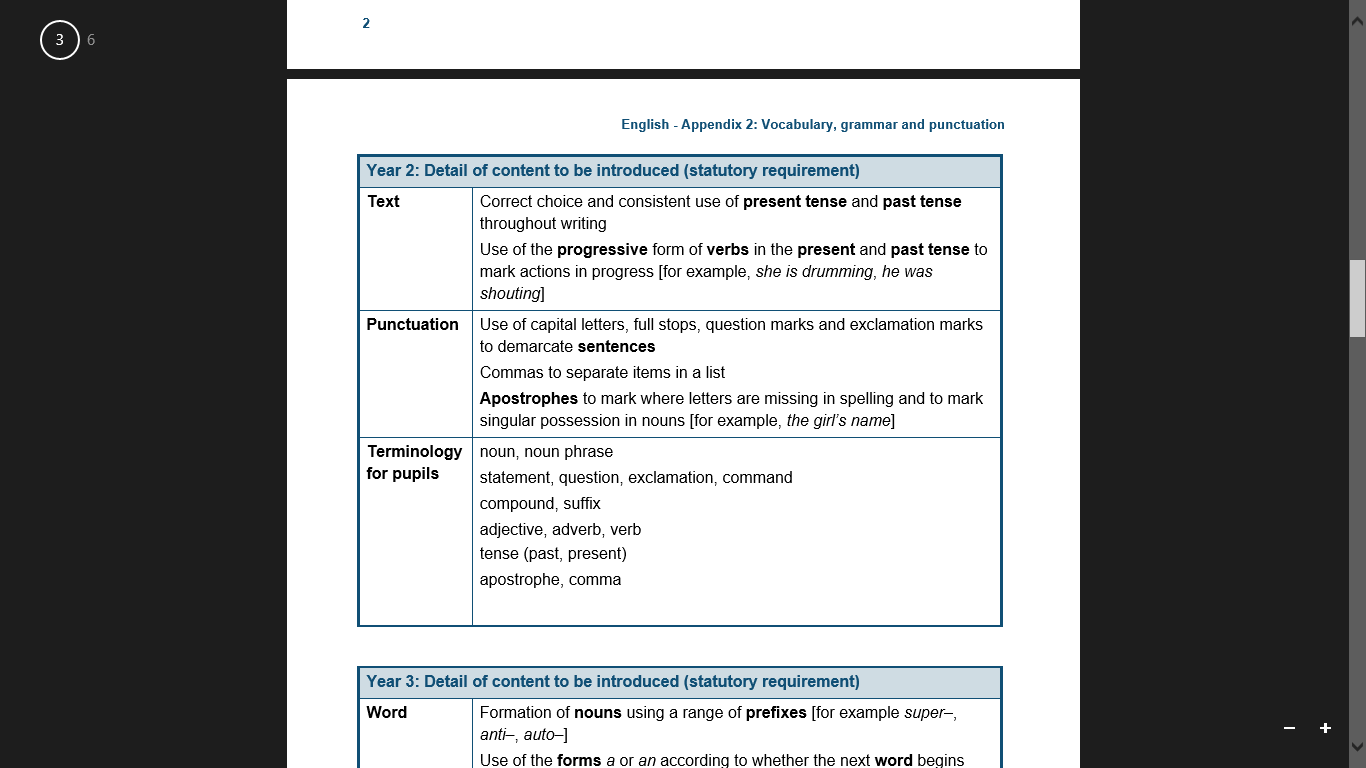 3 6
2
English - Appendix 2: Vocabulary, grammar and punctuation
Year 2: Detail of content to be introduced (statutory requirement)
Text
Correct choice and consistent use of present tense and past tense
throughout writing
Use of the progressive form of verbs in the present and past tense to
mark actions in progress [for example, she is drumming, he was
shouting]
Punctuation
Use of capital letters, full stops, question marks and exclamation marks
to demarcate sentences
Commas to separate items in a list
Apostrophes to mark where letters are missing in spelling and to mark
singular possession in nouns [for example, the girl’s name]
Terminology
for pupils
noun, noun phrase
statement, question, exclamation, command
compound, suffix
adjective, adverb, verb
tense (past, present)
apostrophe, comma
Year 3: Detail of content to be introduced (statutory requirement)
Word
Formation of nouns using a range of prefixes [for example super–,
anti–, auto–]
Use of the forms a or an according to whether the next word begins